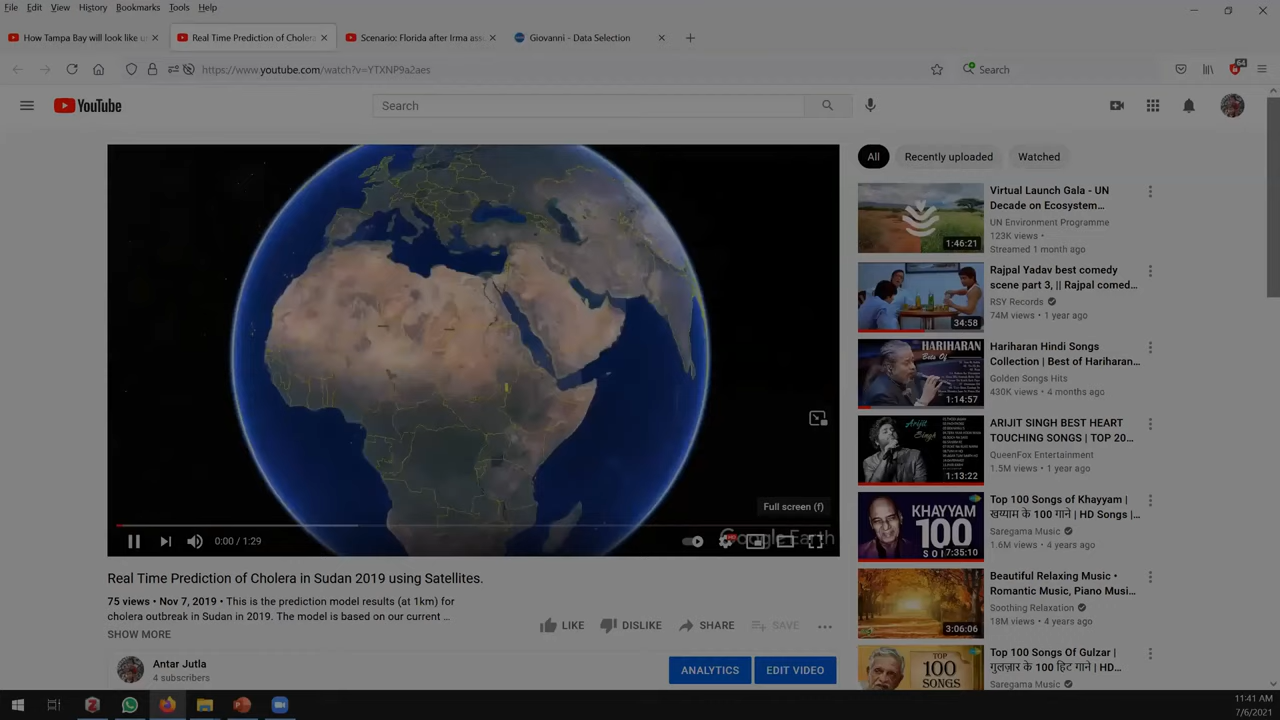 File Edit View History Bookmarks Tools Help
How Tampa Bay will look like u
Real Time Prediction of Cholera
Scenario: Florida after Irma ass
Giovanni - Data Selection
https://www.youtube.com/watch?v=YTXNP9a2aes
Search
64
YouTube
Search
All
Recently uploaded
Watched
Virtual Launch Gala - UN
Decade on Ecosystem...
UN Environment Programme
123K views •
Streamed 1 month ago
1:46:21
Rajpal Yadav best comedy
scene part 3, || Rajpal comed...
RSY Records
74M views • 1 year ago
34:58
HARIHARAN
Best Of
Hariharan Hindi Songs
Collection | Best of Hariharan...
Golden Songs Hits
430K views • 4 months ago
1:14:57
Arijit
Singh
ARIJIT SINGH BEST HEART
TOUCHING SONGS | TOP 20...
QueenFox Entertainment
1.5M views • 1 year ago
1:13:22
KHAYYAM
100
Top 100 Songs of Khayyam |
खय्याम के 100 गाने | HD Songs |...
Saregama Music
1.6M views • 4 years ago
7:35:10
Beautiful Relaxing Music •
Romantic Music, Piano Musi...
Soothing Relaxation
18M views • 4 years ago
3:06:06
TOP
100
SONGS
Top 100 Songs Of Gulzar |
गुलज़ार के 100 हिट गाने | HD...
Saregama Music
Full screen (f)
Google Earth
0:00 / 1:29
HD
Real Time Prediction of Cholera in Sudan 2019 using Satellites.
75 views • Nov 7, 2019 • This is the prediction model results (at 1km) for
cholera outbreak in Sudan in 2019. The model is based on our current ...
SHOW MORE
LIKE
DISLIKE
SHARE
SAVE
Antar Jutla
4 subscribers
ANALYTICS
EDIT VIDEO
11:41 AM
7/6/2021